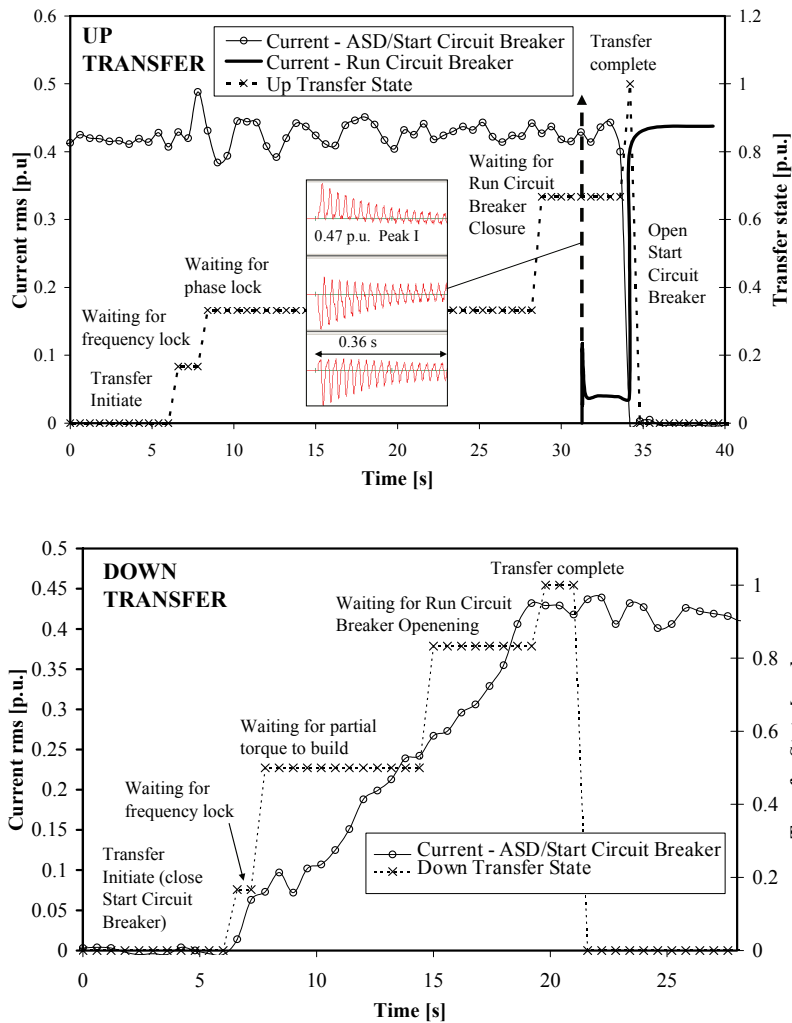 UP
TRANSFER
Current - ASD/Start Circuit Breaker
Current - Run Circuit Breaker
Up Transfer State
Transfer
complete
Waiting for
Run Circuit
Breaker
Closure
Open
Start
Circuit
Breaker
0.47 p.u. Peak I
0.36 s
Waiting for
phase lock
Waiting for
frequency lock
Transfer
Initiate
Current rms [p.u]
0.6
0.5
0.4
0.3
0.2
0.1
0
Transfer state [p.u.]
1.2
1
0.8
0.6
0.4
0.2
0
0 5 10 15 20 25 30 35 40
Time [s]
DOWN
TRANSFER
Transfer complete
Waiting for Run Circuit
Breaker Openening
Waiting for partial
torque to build
Waiting for
frequency lock
Transfer
Initiate (close
Start Circuit
Breaker)
Current - ASD/Start Circuit Breaker
Down Transfer State
Current rms [p.u.]
0.5
0.45
0.4
0.35
0.3
0.25
0.2
0.15
0.1
0.05
0
1
0.8
0.6
0.4
0.2
0
0 5 10 15 20 25
Time [s]